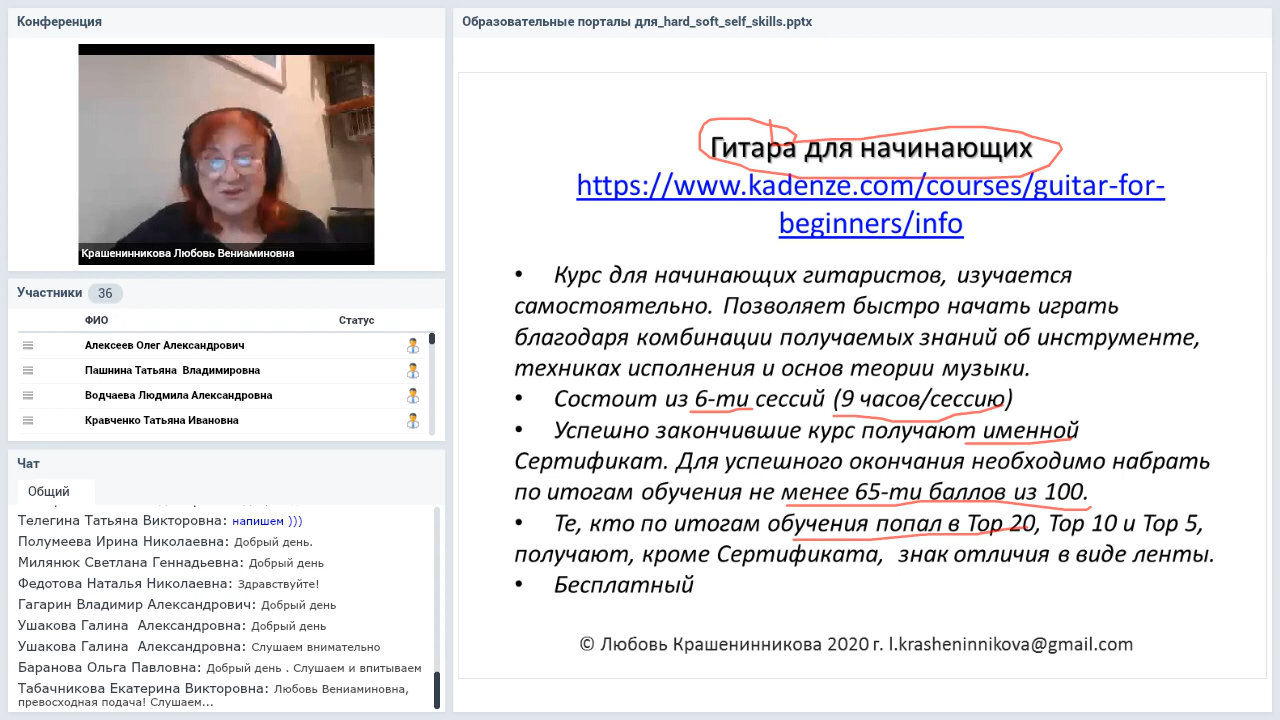 Конференция
Крашенинникова Любовь Вениаминовна
Участники 36
ФИО Статус
Алексеев Олег Александрович
Пашнина Татьяна Владимировна
Водчаева Людмила Александровна
Кравченко Татьяна Ивановна
Чат
Общий
Телегина Татьяна Викторовна: напишем )))
Полумеева Ирина Николаевна: Добрый день.
Милянюк Светлана Геннадьевна: Добрый день
Федотова Наталья Николаевна: Здравствуйте!
Гагарин Владимир Александрович: Добрый день
Ушакова Галина Александровна: Добрый день
Ушакова Галина Александровна: Слушаем внимательно
Баранова Ольга Павловна: Добрый день . Слушаем и впитываем
Табачникова Екатерина Викторовна: Любовь Вениаминовна,
превосходная подача! Слушаем...
Образовательные порталы для_hard_soft_self_skills.pptx
Гитара для начинающих
https://www.kadenze.com/courses/guitar-for-
beginners/info
• Курс для начинающих гитаристов, изучается
самостоятельно. Позволяет быстро начать играть
благодаря комбинации получаемых знаний об инструменте,
техниках исполнения и основ теории музыки.
• Состоит из 6-ти сессий (9 часов/сессию)
• Успешно закончившие курс получают именной
Сертификат. Для успешного окончания необходимо набрать
по итогам обучения не менее 65-ти баллов из 100.
• Те, кто по итогам обучения попал в Top 20, Top 10 и Top 5,
получают, кроме Сертификата, знак отличия в виде ленты.
• Бесплатный
© Любовь Крашенинникова 2020 г. l.krasheninnikova@gmail.com